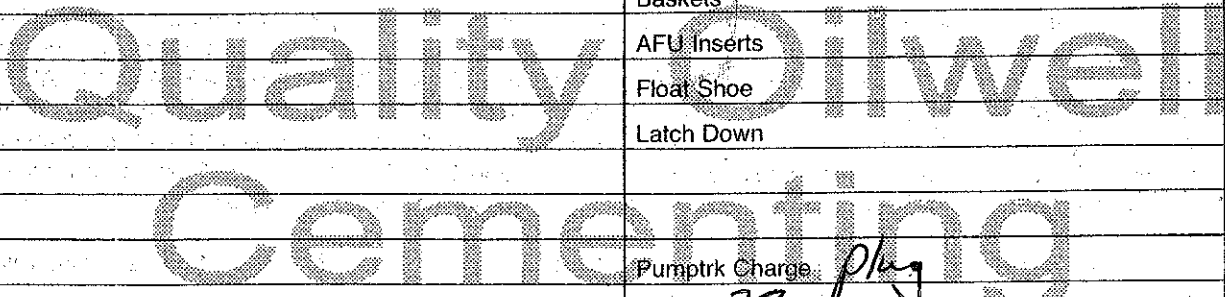 Baskets
Quality Oilwell
AFU Inserts
Float Shoe
Latch Down
Cementing
Pumptrk Charge plug